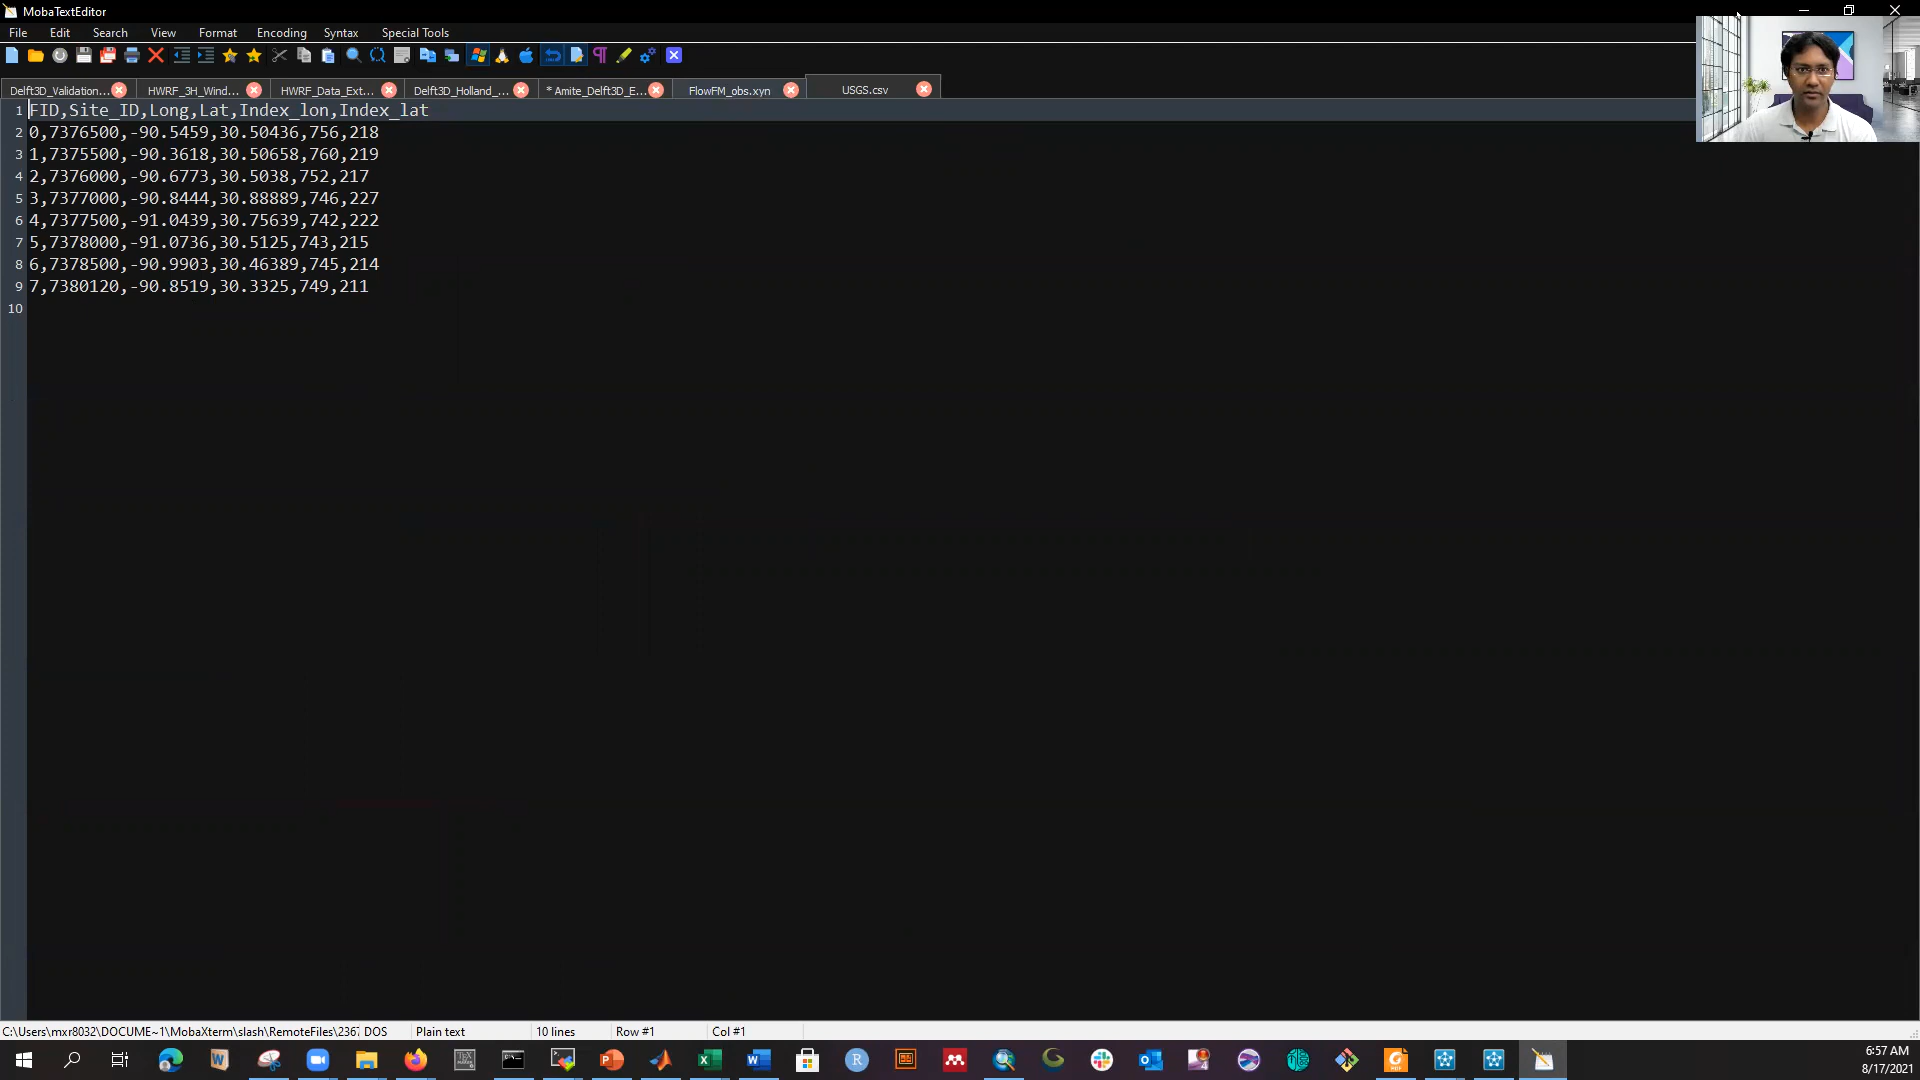 MobaTextEditor
File Edit Search View Format Encoding Syntax Special Tools
Delft3D_Validation... HWRF_3H_Wind... HWRF_Data_Ext... Delft3D_Holland_... * Amite_Delft3D_E... FlowFM_obs.xyn USGS.csv
1 FID,Site_ID,Long,Lat,Index_lon,Index_lat
2 0,7376500,-90.5459,30.50436,756,218
3 1,7375500,-90.3618,30.50658,760,219
4 2,7376000,-90.6773,30.5038,752,217
5 3,7377000,-90.8444,30.88889,746,227
6 4,7377500,-91.0439,30.75639,742,222
7 5,7378000,-91.0736,30.5125,743,215
8 6,7378500,-90.9903,30.46389,745,214
9 7,7380120,-90.8519,30.3325,749,211
10
C:\Users\mxr8032\DOCUME~1\MobaXterm\slash\RemoteFiles\2367 DOS Plain text 10 lines Row #1 Col #1
6:57 AM
8/17/2021